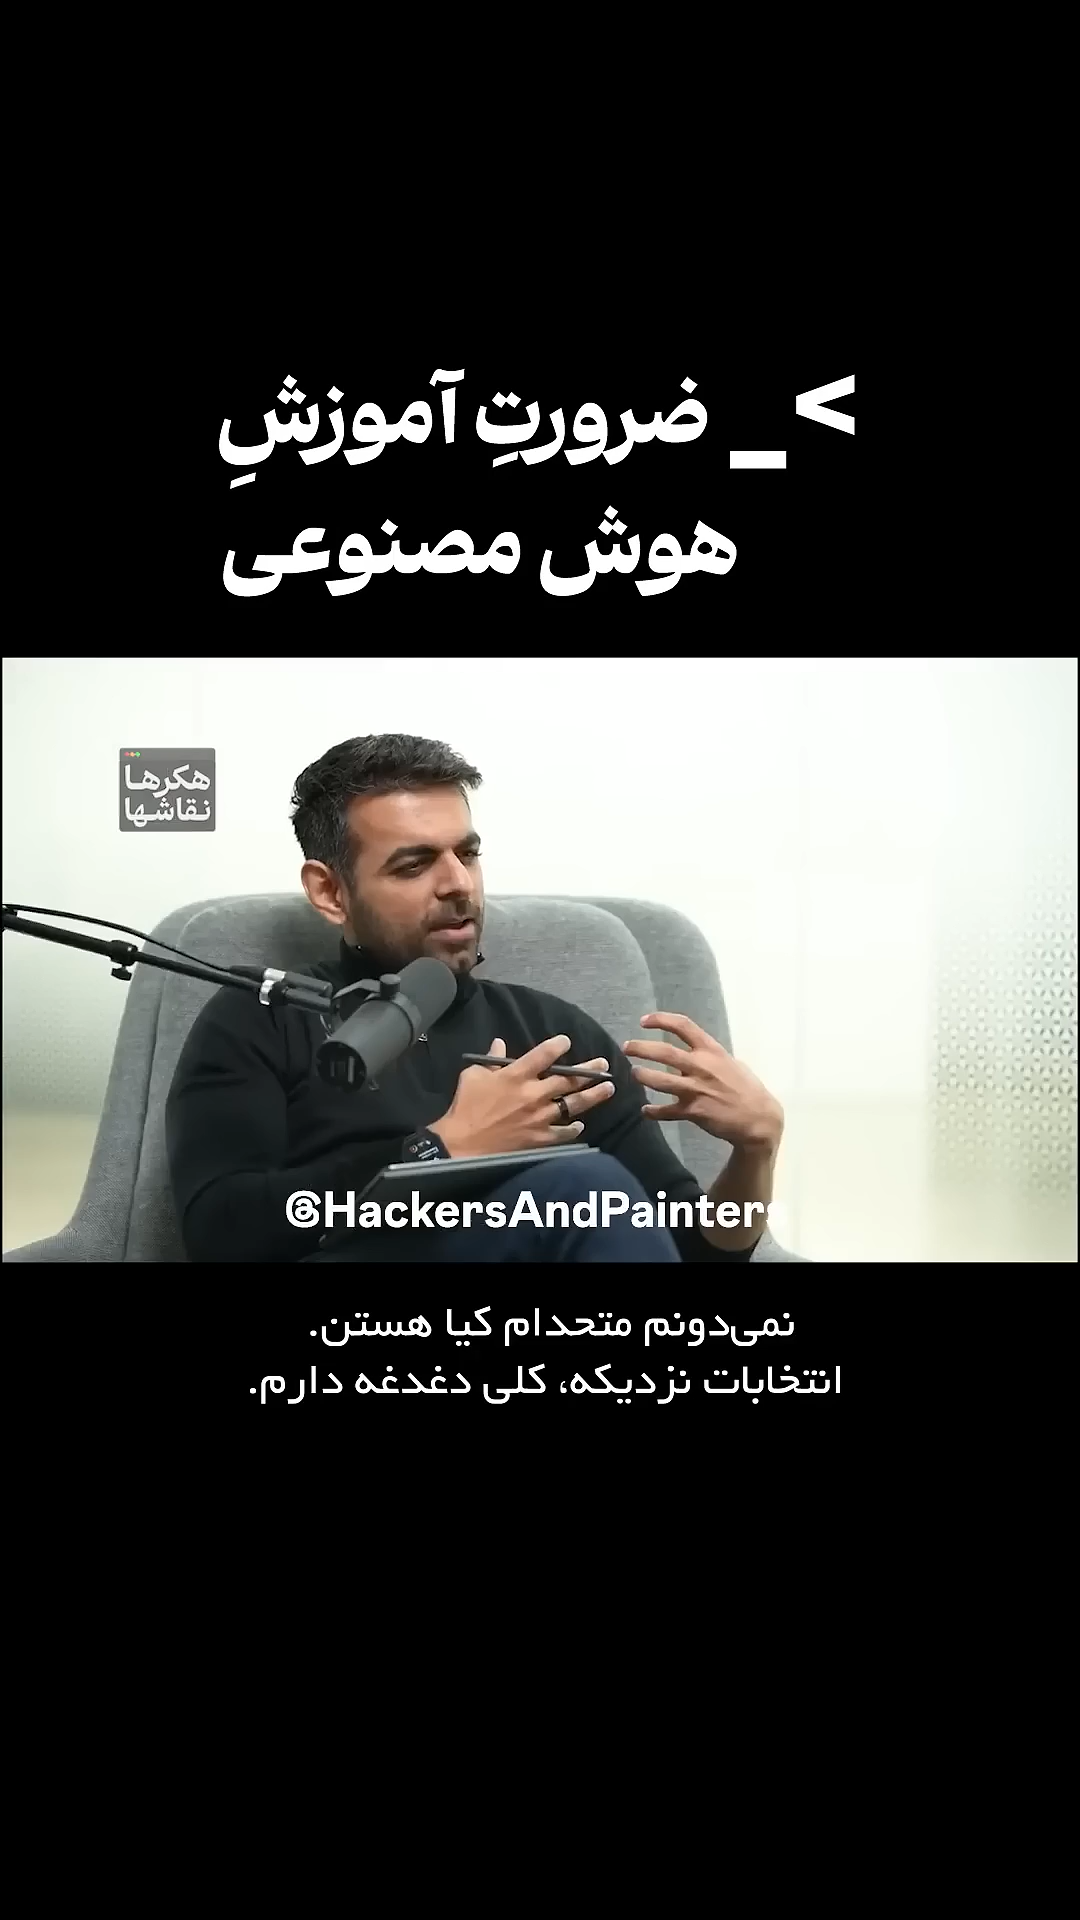 >_ ضرورتِ آموزشِ
هوش مصنوعی
هکرها
نقاشها
@HackersAndPainters
نمی‌دونم متحدام کیا هستن.
انتخابات نزدیکه، کلی دغدغه دارم.